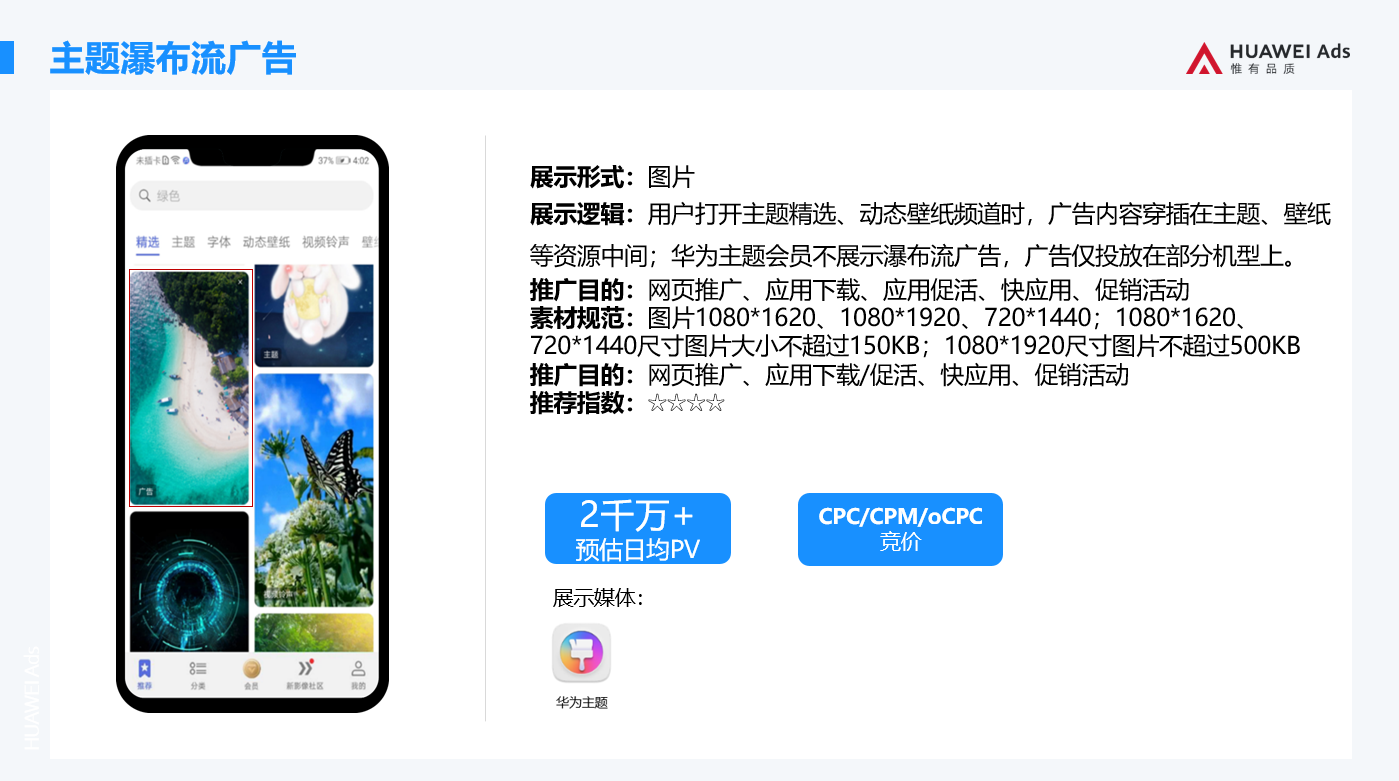 主题瀑布流广告
HUAWEI Ads
惟有品质
未插卡
37% 4:02
绿色
精选 主题 字体 动态壁纸 视频铃声
主题
广告
视频铃声
推荐 分类 会员 新影像社区 我的
展示形式：图片
展示逻辑：用户打开主题精选、动态壁纸频道时，广告内容穿插在主题、壁纸
等资源中间；华为主题会员不展示瀑布流广告，广告仅投放在部分机型上。
推广目的：网页推广、应用下载、应用促活、快应用、促销活动
素材规范：图片1080*1620、1080*1920、720*1440；1080*1620、
720*1440尺寸图片大小不超过150KB；1080*1920尺寸图片不超过500KB
推广目的：网页推广、应用下载/促活、快应用、促销活动
推荐指数：☆☆☆☆
2千万+
预估日均PV
CPC/CPM/oCPC
竞价
展示媒体：
华为主题
HUAWEI Ads